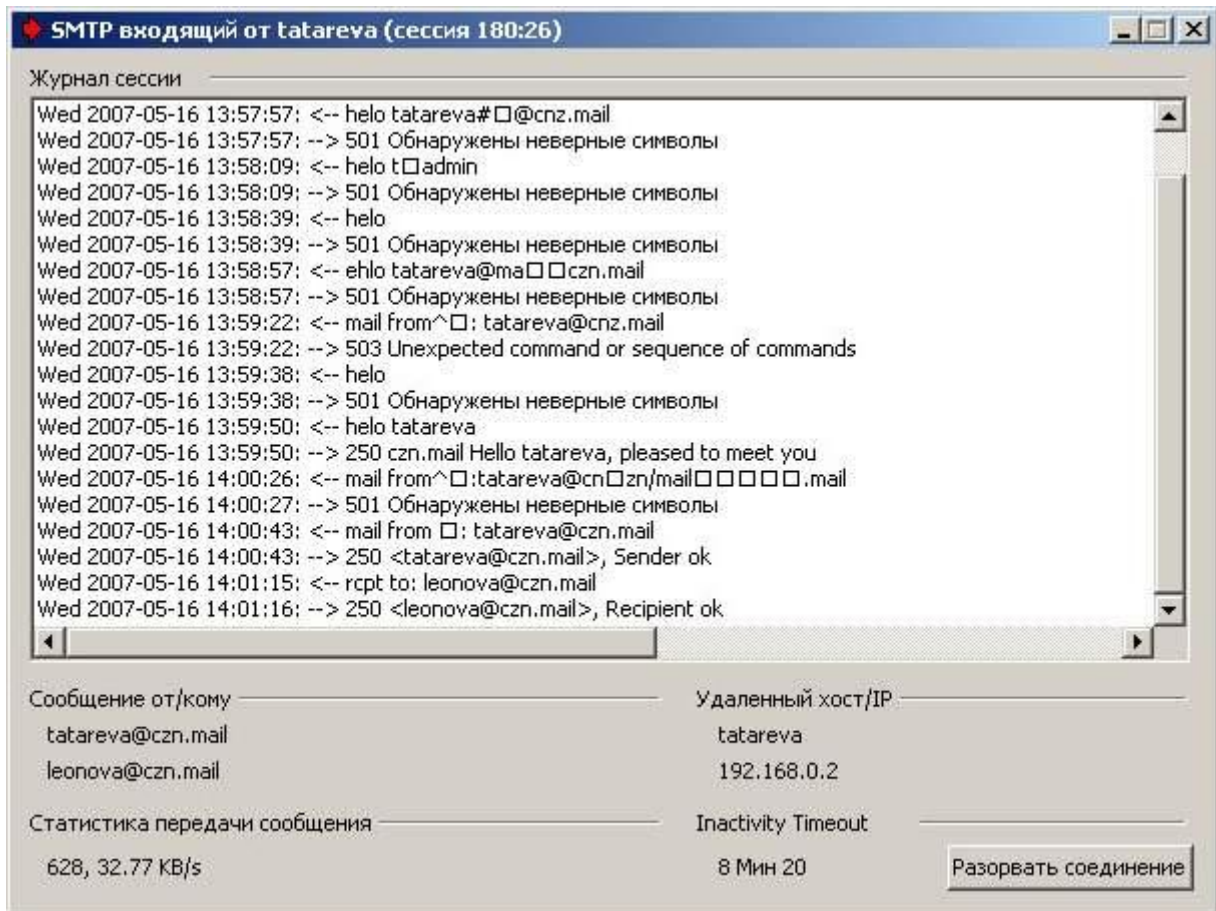 SMTP входящий от tatareva (сессия 180:26)
Журнал сессии
Wed 2007-05-16 13:57:57: <-- helo tatareva#□@cnz.mail
Wed 2007-05-16 13:57:57: --> 501 Обнаружены неверные символы
Wed 2007-05-16 13:58:09: <-- helo t□admin
Wed 2007-05-16 13:58:09: --> 501 Обнаружены неверные символы
Wed 2007-05-16 13:58:39: <-- helo
Wed 2007-05-16 13:58:39: --> 501 Обнаружены неверные символы
Wed 2007-05-16 13:58:57: <-- ehlo tatareva@ma□□czn.mail
Wed 2007-05-16 13:58:57: --> 501 Обнаружены неверные символы
Wed 2007-05-16 13:59:22: <-- mail from^□: tatareva@cnz.mail
Wed 2007-05-16 13:59:22: --> 503 Unexpected command or sequence of commands
Wed 2007-05-16 13:59:38: <-- helo
Wed 2007-05-16 13:59:38: --> 501 Обнаружены неверные символы
Wed 2007-05-16 13:59:50: <-- helo tatareva
Wed 2007-05-16 13:59:50: --> 250 czn.mail Hello tatareva, pleased to meet you
Wed 2007-05-16 14:00:26: <-- mail from^□:tatareva@cn□zn/mail□□□□□.mail
Wed 2007-05-16 14:00:27: --> 501 Обнаружены неверные символы
Wed 2007-05-16 14:00:43: <-- mail from □: tatareva@czn.mail
Wed 2007-05-16 14:00:43: --> 250 <tatareva@czn.mail>, Sender ok
Wed 2007-05-16 14:01:15: <-- rcpt to: leonova@czn.mail
Wed 2007-05-16 14:01:16: --> 250 <leonova@czn.mail>, Recipient ok
Сообщение от/кому
tatareva@czn.mail
leonova@czn.mail
Удаленный хост/IP
tatareva
192.168.0.2
Статистика передачи сообщения
628, 32.77 KB/s
Inactivity Timeout
8 Мин 20
Разорвать соединение